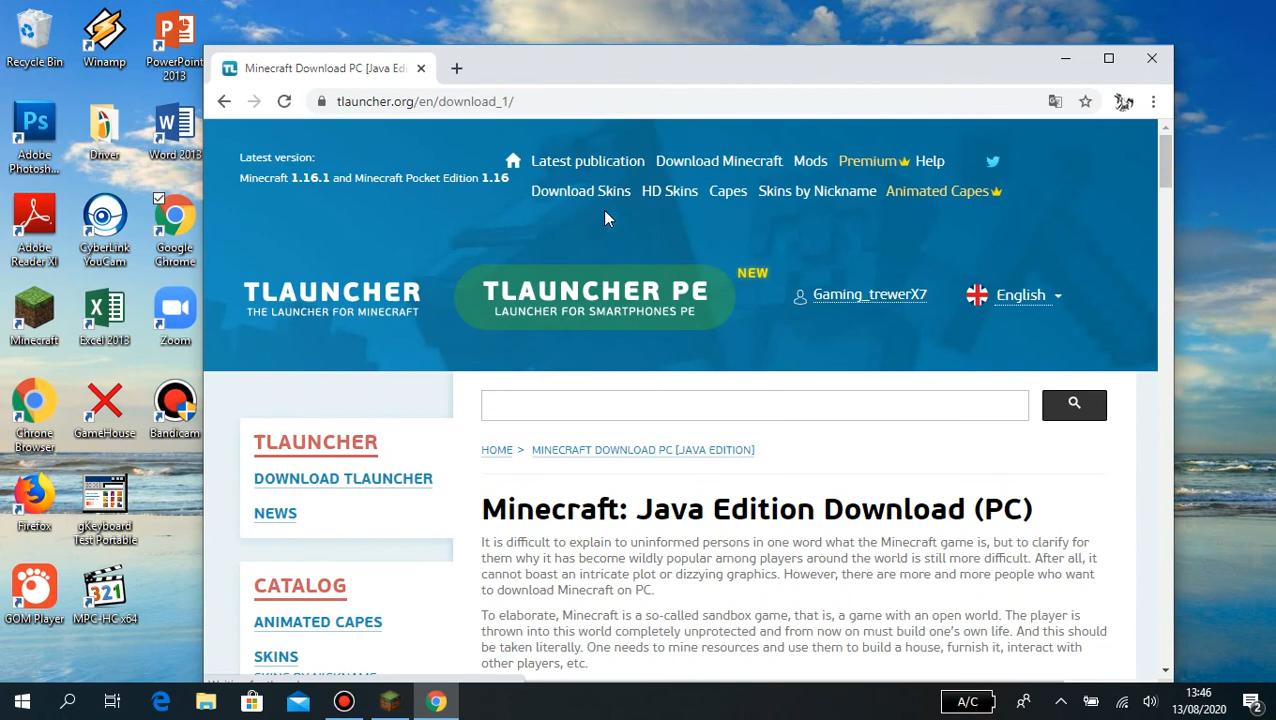 Recycle Bin
Winamp
PowerPoint 2013
Adobe Photosh...
Driver
Word 2013
Adobe Reader XI
CyberLink YouCam
Google Chrome
Minecraft
Excel 2013
Zoom
Chrome Browser
GameHouse
Bandicam
Firefox
gKeyboard Test Portable
GOM Player
MPC-HC x64
Minecraft Download PC [Java Edi
tlauncher.org/en/download_1/
Latest version:
Minecraft 1.16.1 and Minecraft Pocket Edition 1.16
Latest publication Download Minecraft Mods Premium Help
Download Skins HD Skins Capes Skins by Nickname Animated Capes
TLAUNCHER
THE LAUNCHER FOR MINECRAFT
TLAUNCHER PE
LAUNCHER FOR SMARTPHONES PE
NEW
Gaming_trewerX7
English
TLAUNCHER
DOWNLOAD TLAUNCHER
NEWS
CATALOG
ANIMATED CAPES
SKINS
SKINS BY NICKNAME
HOME > MINECRAFT DOWNLOAD PC [JAVA EDITION]
Minecraft: Java Edition Download (PC)
It is difficult to explain to uninformed persons in one word what the Minecraft game is, but to clarify for
them why it has become wildly popular among players around the world is still more difficult. After all, it
cannot boast an intricate plot or dizzying graphics. However, there are more and more people who want
to download Minecraft on PC.
To elaborate, Minecraft is a so-called sandbox game, that is, a game with an open world. The player is
thrown into this world completely unprotected and from now on must build one's own life. And this should
be taken literally. One needs to mine resources and use them to build a house, furnish it, interact with
other players, etc.
A/C
13:46
13/08/2020
2